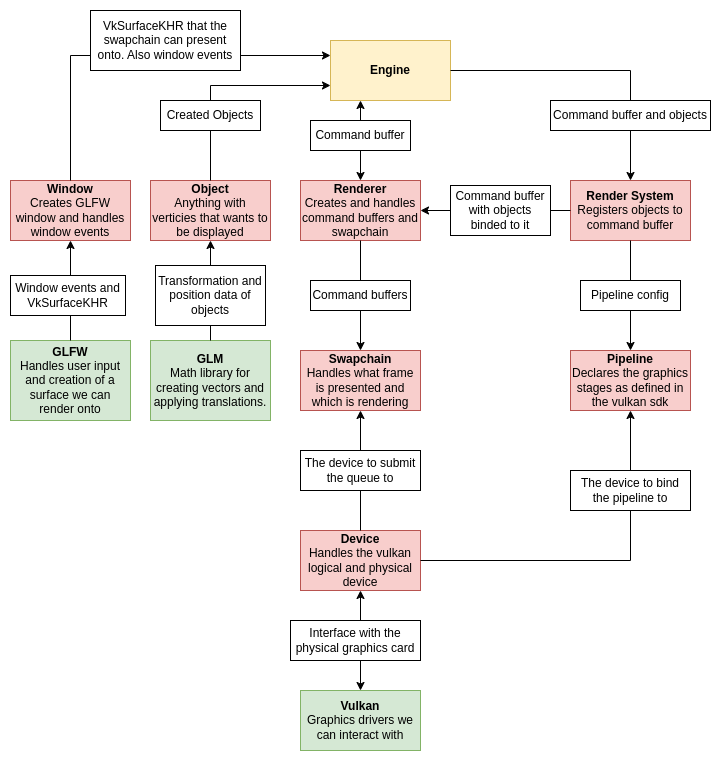 VkSurfaceKHR that the
swapchain can present
onto. Also window events
Engine
Created Objects
Command buffer
Command buffer and objects
Window
Creates GLFW
window and handles
window events
Object
Anything with
verticies that wants to
be displayed
Renderer
Creates and handles
command buffers and
swapchain
Command buffer
with objects
binded to it
Render System
Registers objects to
command buffer
Window events and
VkSurfaceKHR
Transformation and
position data of
objects
Command buffers
Pipeline config
GLFW
Handles user input
and creation of a
surface we can
render onto
GLM
Math library for
creating vectors and
applying translations.
Swapchain
Handles what frame
is presented and
which is rendering
Pipeline
Declares the graphics
stages as defined in
the vulkan sdk
The device to submit
the queue to
The device to bind
the pipeline to
Device
Handles the vulkan
logical and physical
device
Interface with the
physical graphics card
Vulkan
Graphics drivers we
can interact with